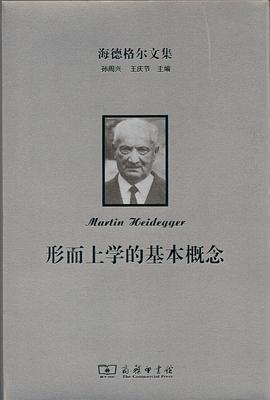 海德格尔文集
孙周兴 王庆节 主编
Martin Heidegger
形而上学的基本概念
商务印书馆
The Commercial Press